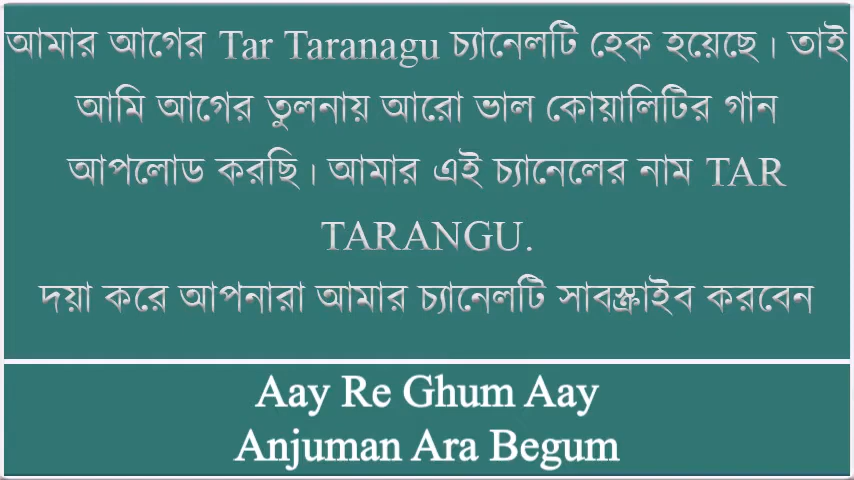 আমার আগের Tar Taranagu চ্যানেলটি হেক হয়েছে। তাই
আমি আগের তুলনায় আরো ভাল কোয়ালিটির গান
আপলোড করছি। আমার এই চ্যানেলের নাম TAR
TARANGU.
দয়া করে আপনারা আমার চ্যানেলটি সাবস্ক্রাইব করবেন
Aay Re Ghum Aay
Anjuman Ara Begum